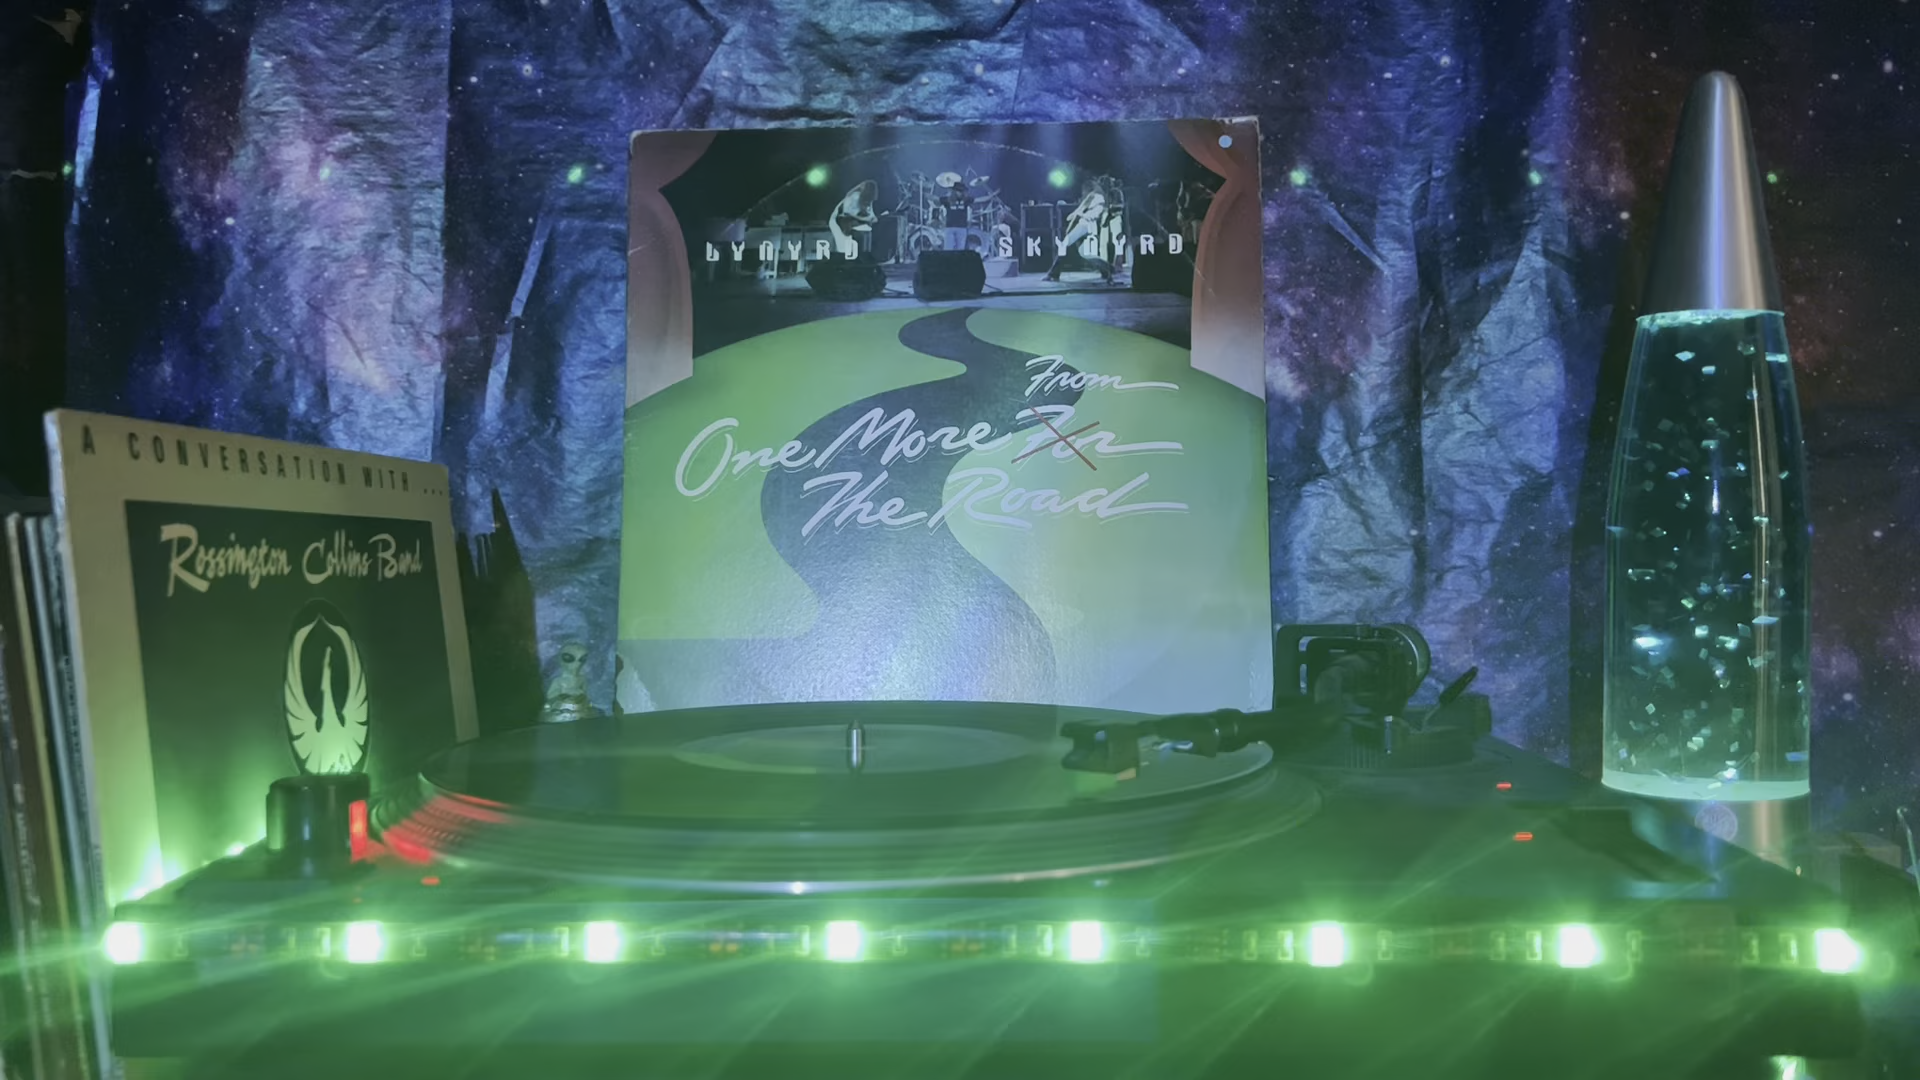 LYNYRD SKYNYRD
From
One More For
The Road
A CONVERSATION WITH ...
Rossington Collins Band